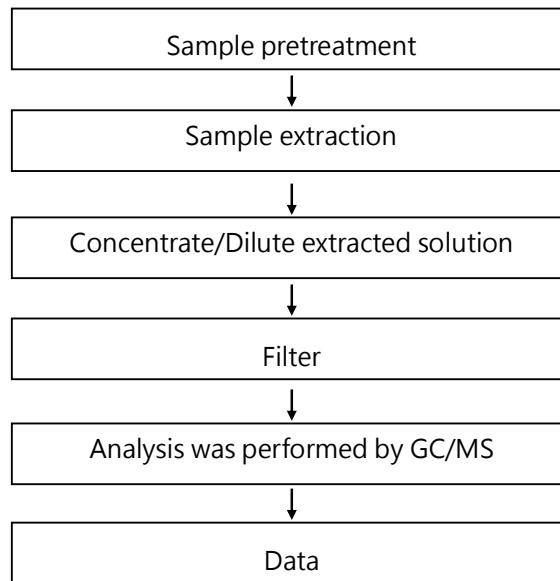 Sample pretreatment
Sample extraction
Concentrate/Dilute extracted solution
Filter
Analysis was performed by GC/MS
Data